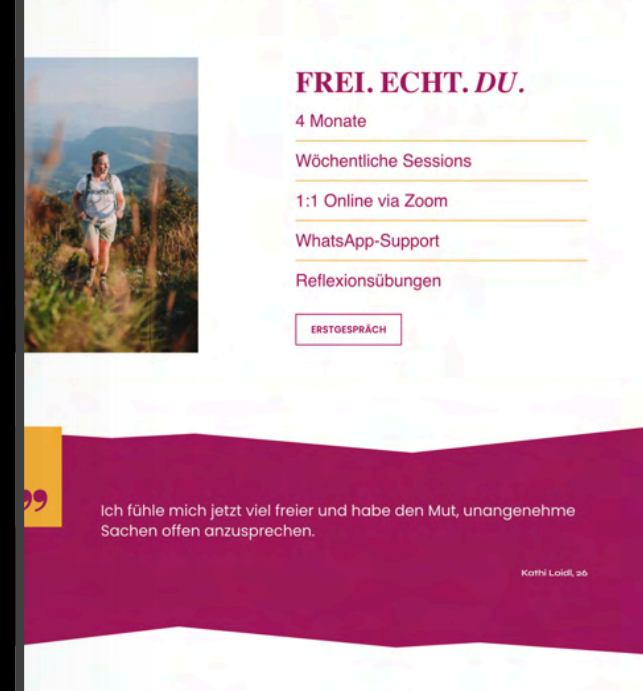 FREI. ECHT. DU.
4 Monate
Wöchentliche Sessions
1:1 Online via Zoom
WhatsApp-Support
Reflexionsübungen
ERSTGESPRÄCH
”
Ich fühle mich jetzt viel freier und habe den Mut, unangenehme
Sachen offen anzusprechen.
Kathi Loidl, 26